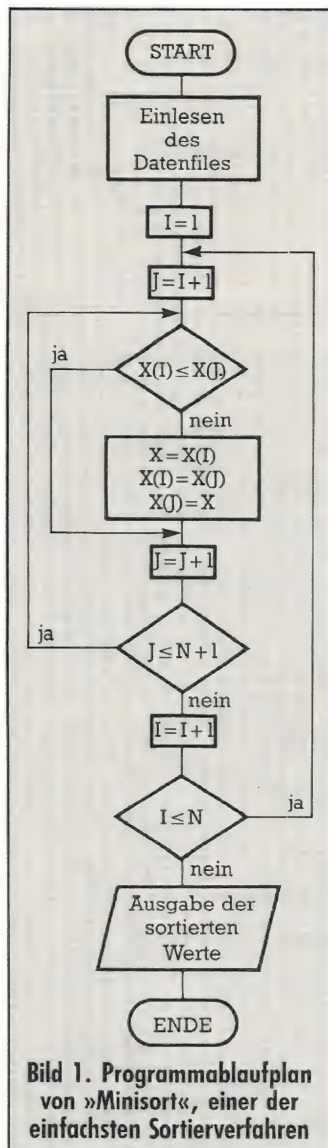 START
Einlesen
des
Datenfiles
I=1
J=I+1
ja
X(I)≤X(J)
nein
X=X(I)
X(I)=X(J)
X(J)=X
J=J+1
ja
J≤N+1
nein
I=I+1
I≤N
ja
nein
Ausgabe der
sortierten
Werte
ENDE
Bild 1. Programmablaufplan
von »Minisort«, einer der
einfachsten Sortierverfahren